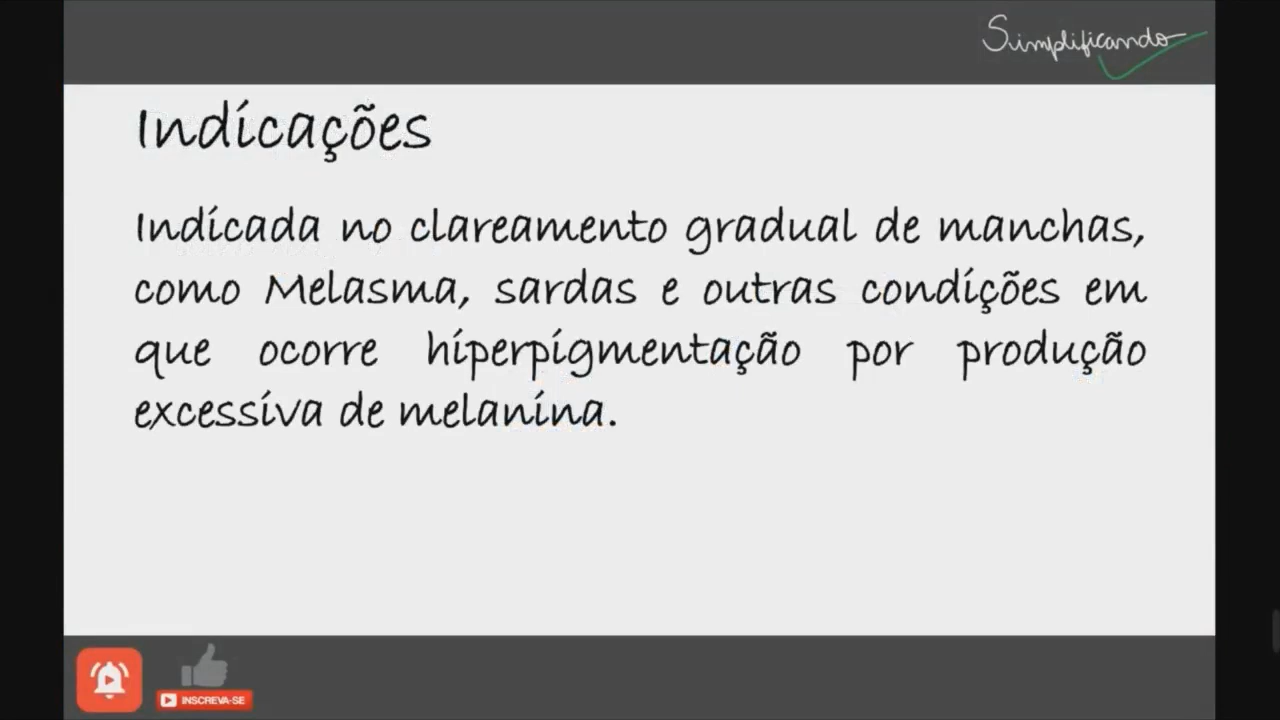 Simplificando
Indicações
Indicada no clareamento gradual de manchas,
como Melasma, sardas e outras condições em
que ocorre hiperpigmentação por produção
excessiva de melanina.
INSCREVA-SE